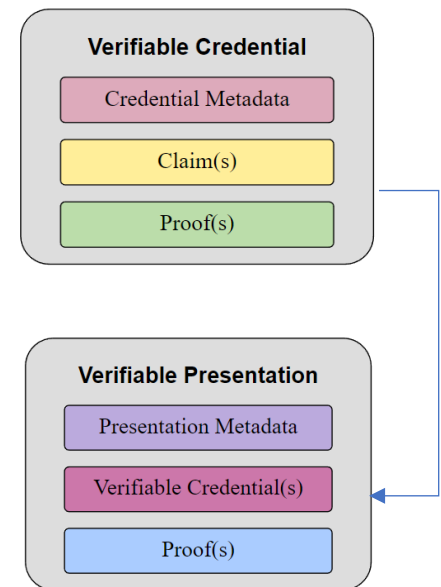 Verifiable Credential
Credential Metadata
Claim(s)
Proof(s)
Verifiable Presentation
Presentation Metadata
Verifiable Credential(s)
Proof(s)